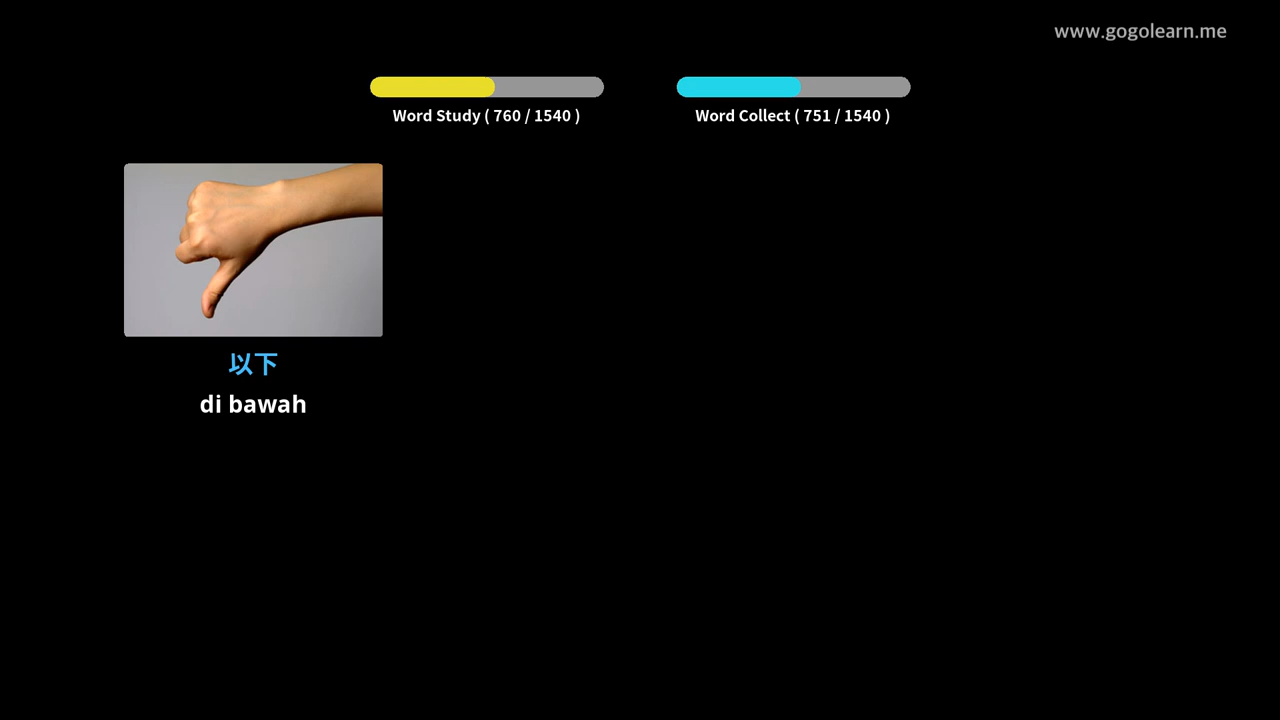 www.gogolearn.me
Word Study ( 760 / 1540 )
Word Collect ( 751 / 1540 )
以下
di bawah